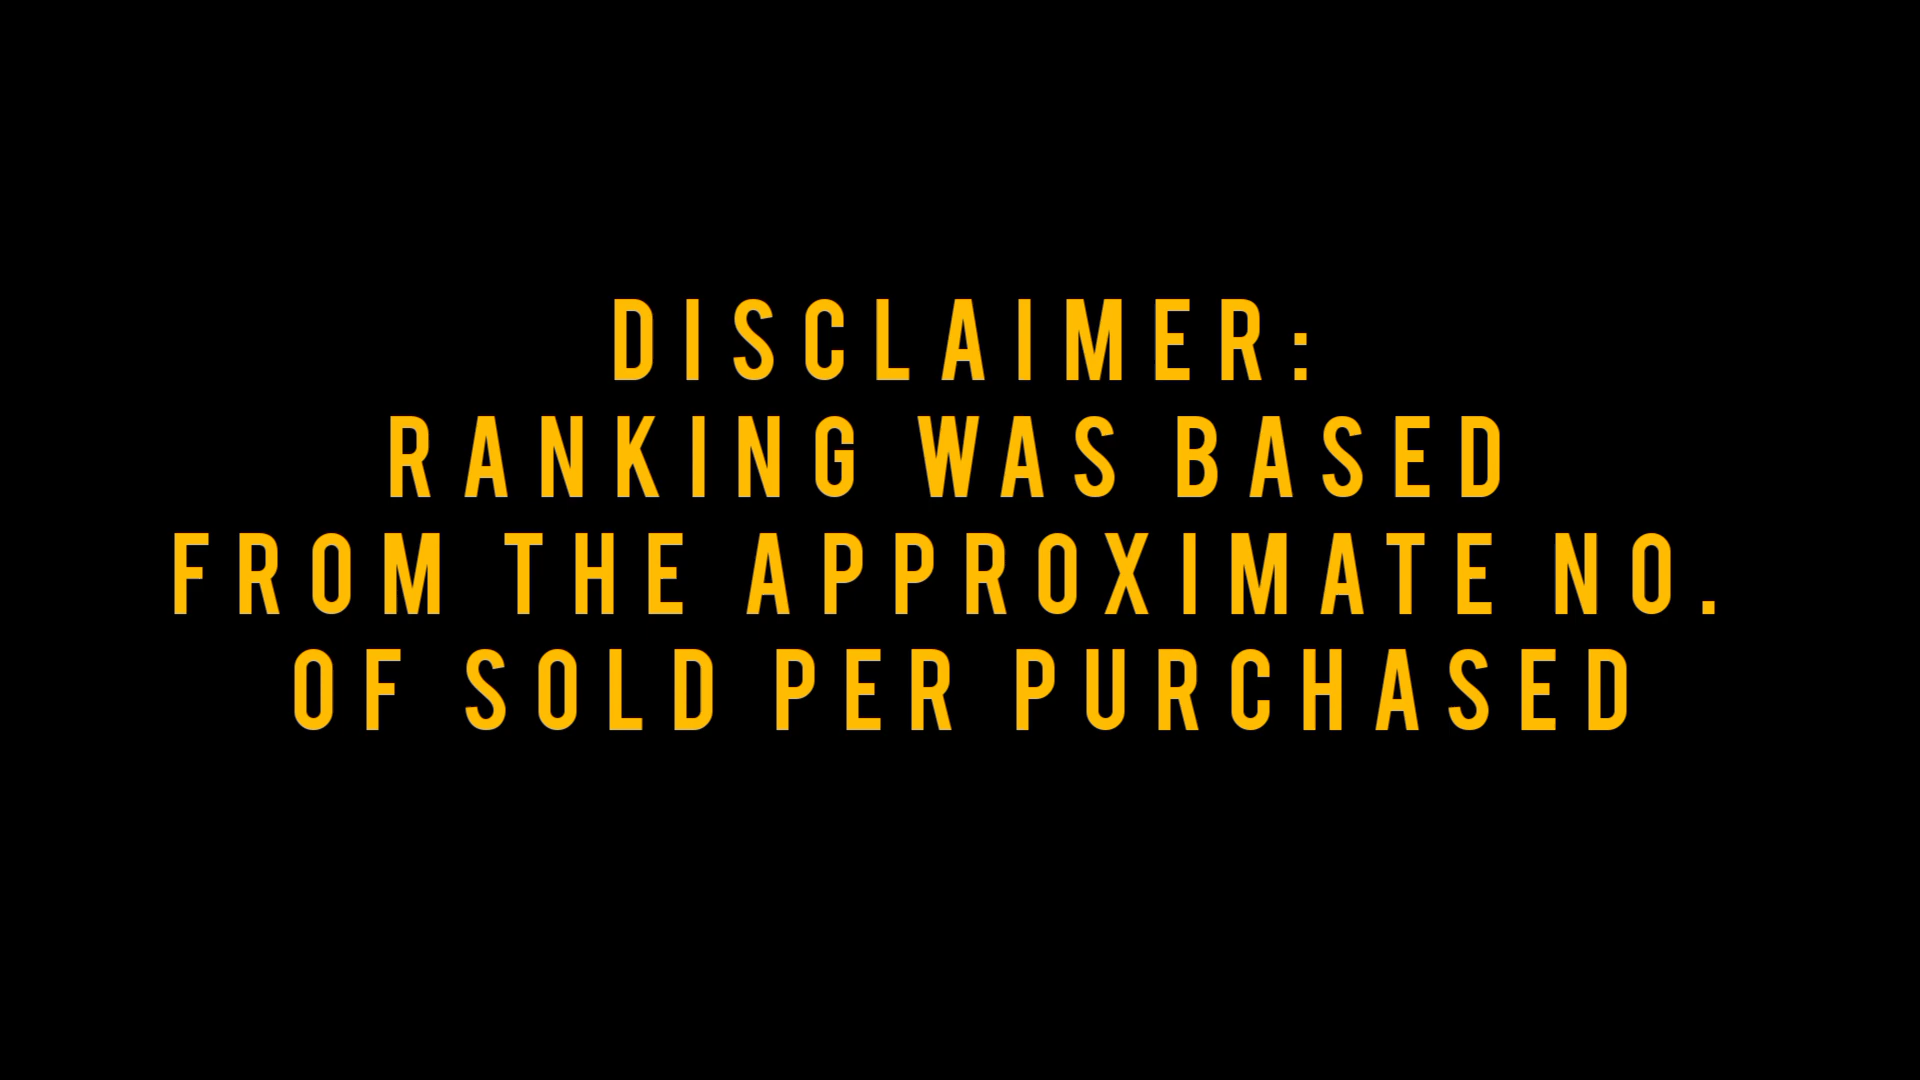 DISCLAIMER:
RANKING WAS BASED
FROM THE APPROXIMATE NO.
OF SOLD PER PURCHASED